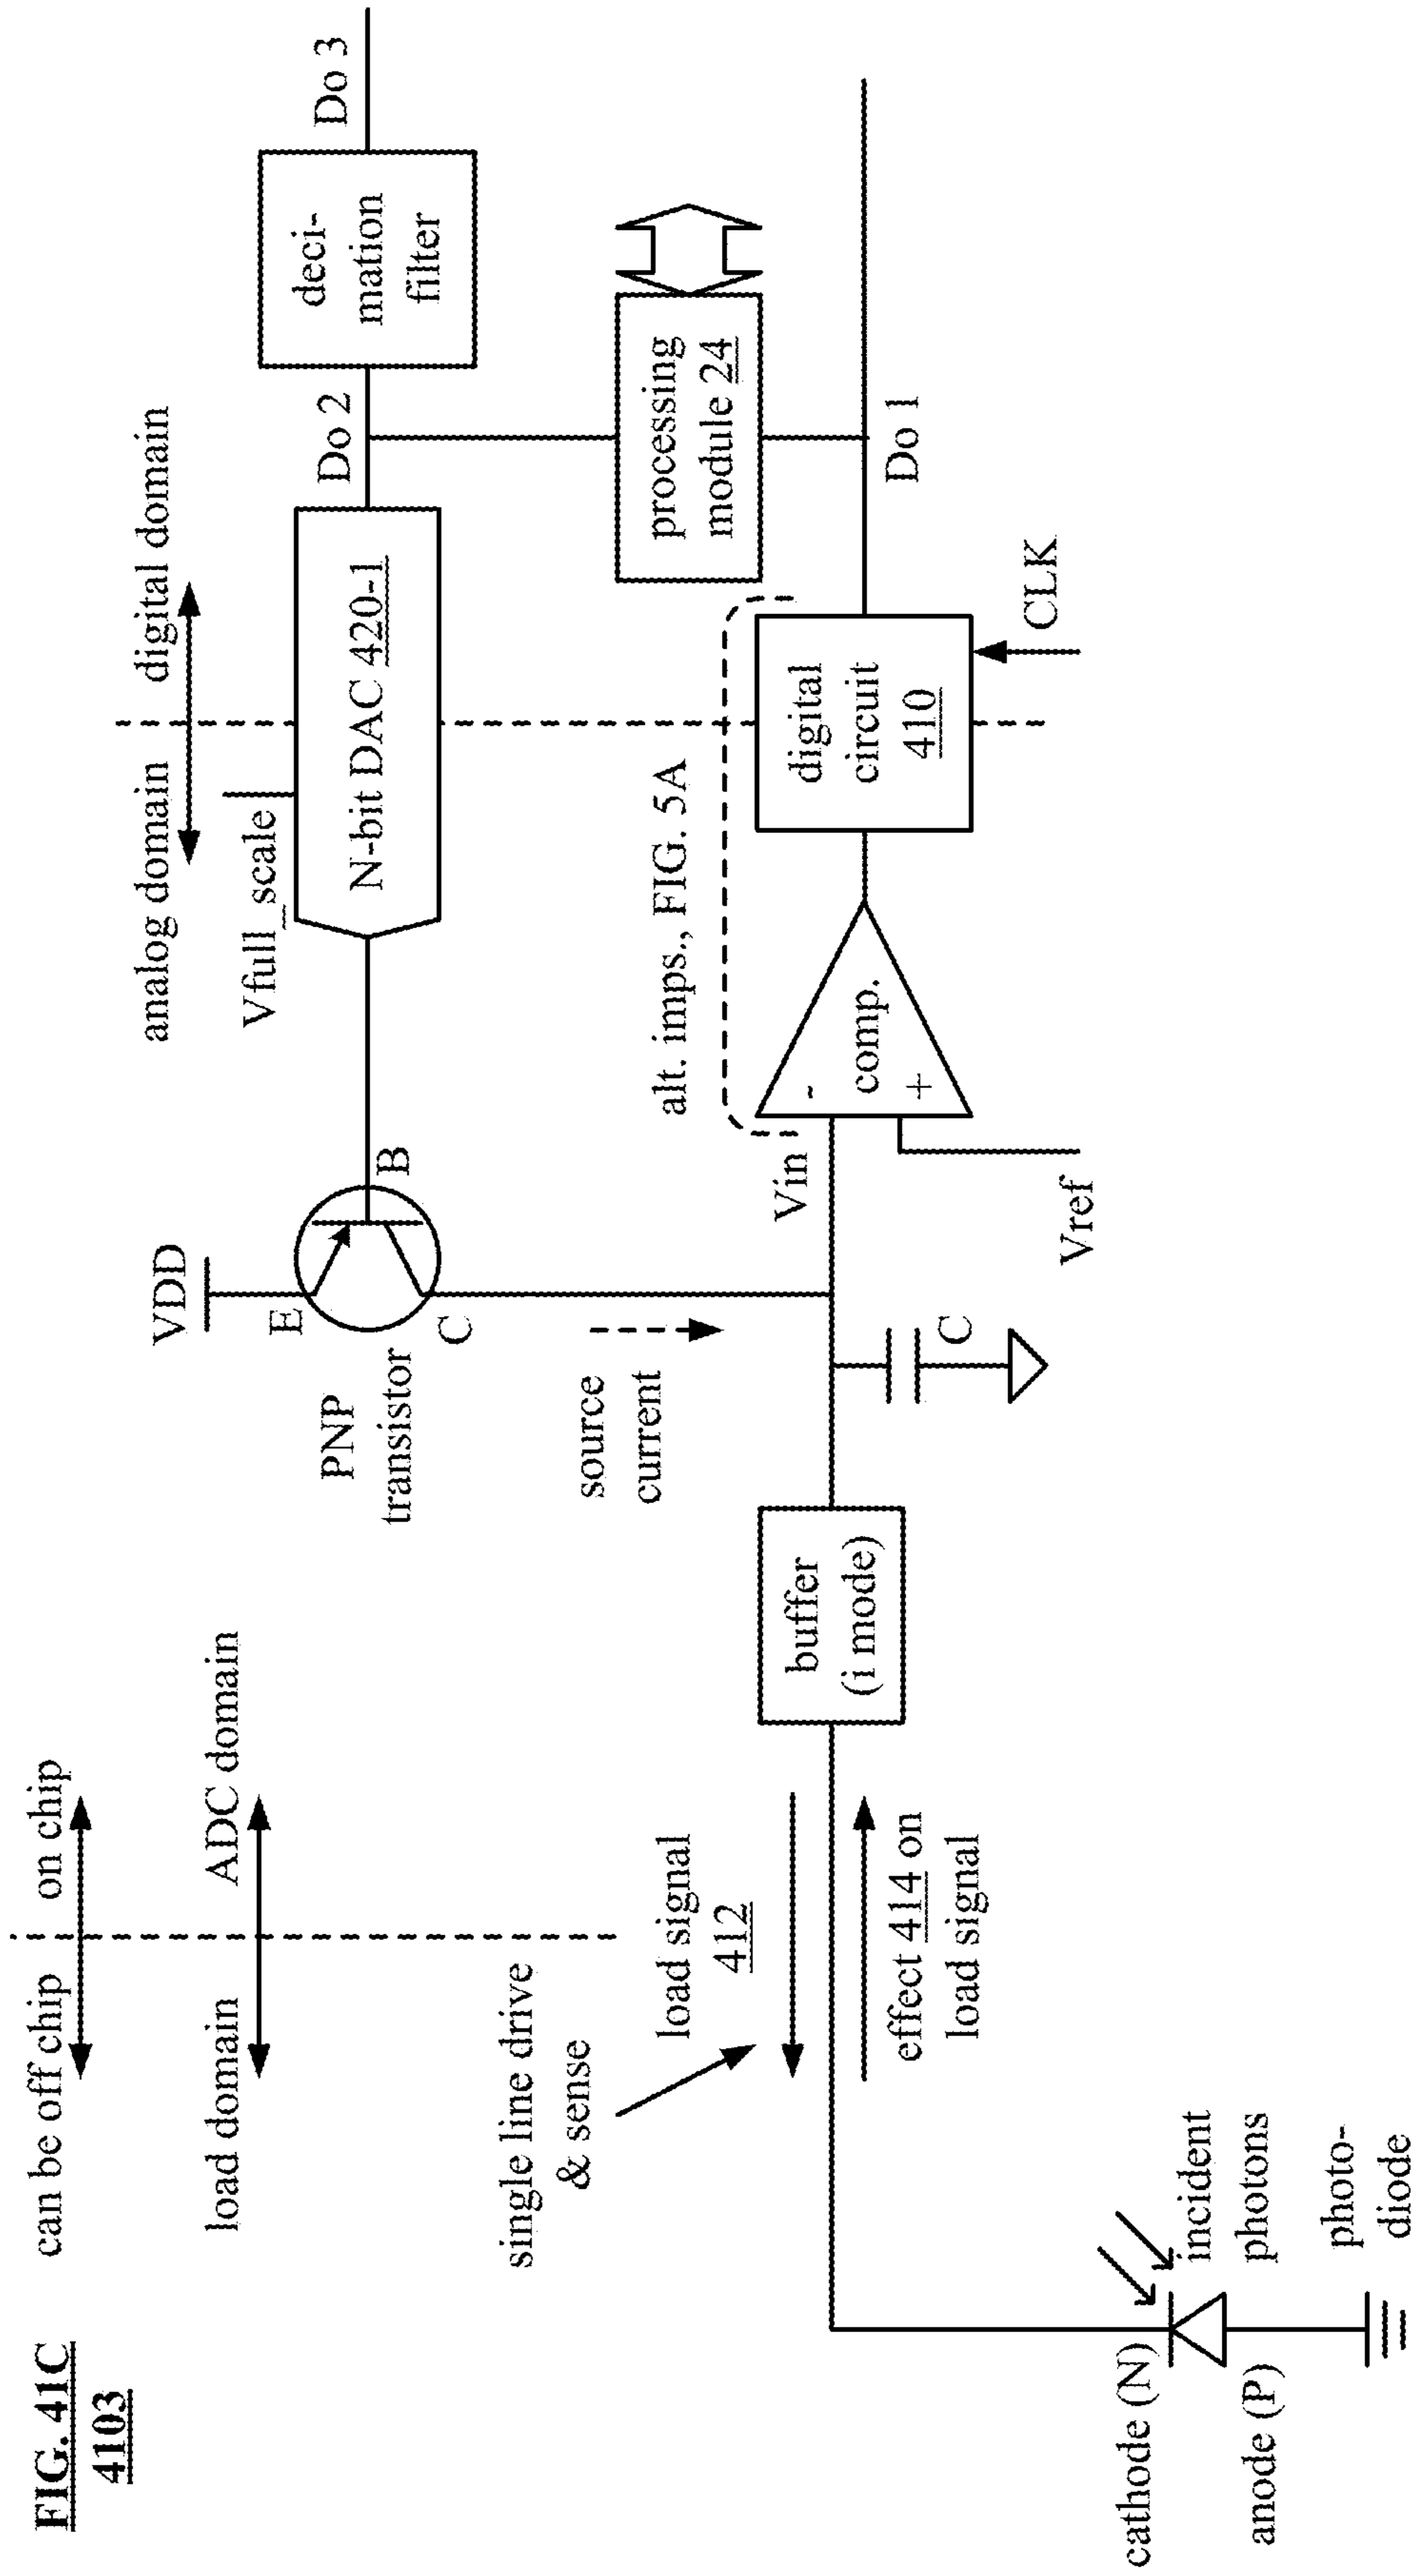 FIG. 41C
4103
can be off chip
on chip
load domain
ADC domain
analog domain
digital domain
single line drive
& sense
load signal
412
effect 414 on
load signal
cathode (N)
anode (P)
incident
photons
photo-
diode
buffer
(i mode)
VDD
E
B
C
PNP
transistor
source
current
C
Vfull_scale
N-bit DAC 420-1
Do 2
deci-
mation
filter
Do 3
processing
module 24
alt. imps., FIG. 5A
Vin
Vref
-
+
comp.
digital
circuit
410
CLK
Do 1